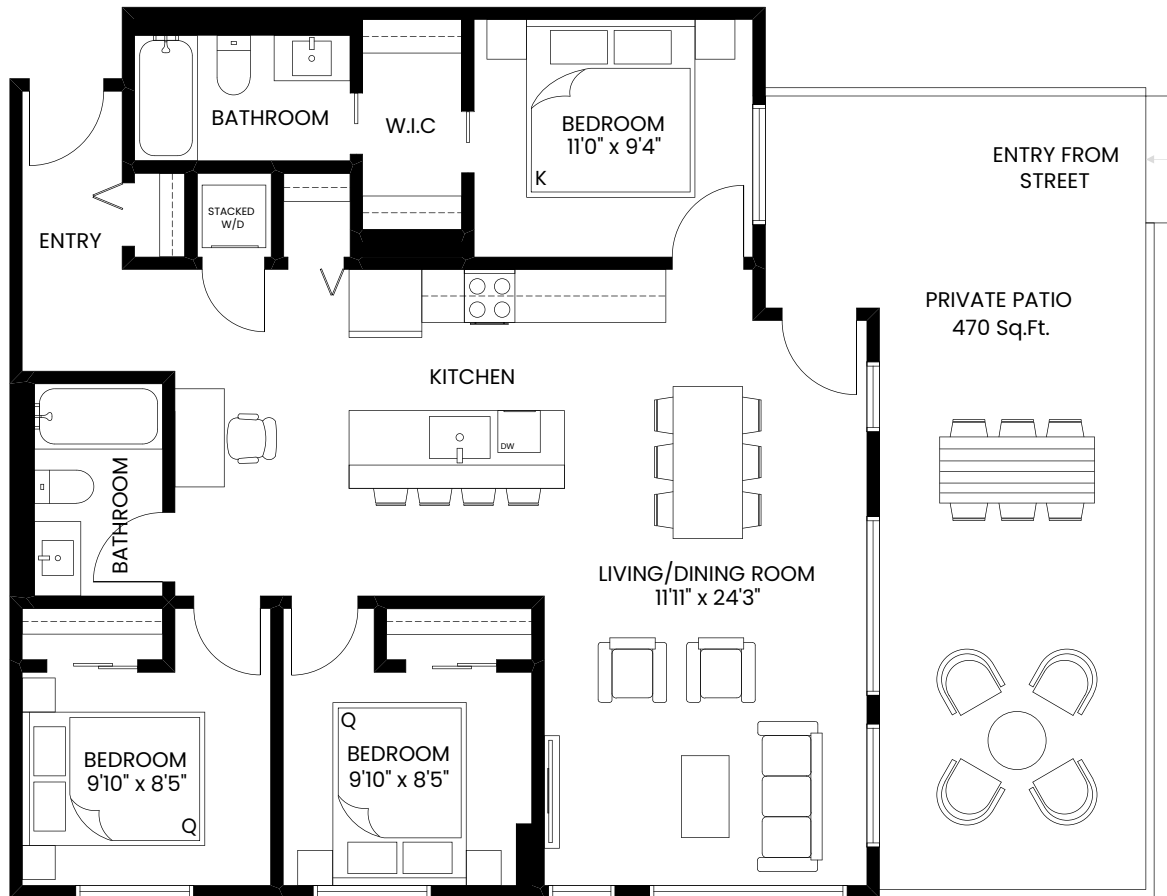 BATHROOM
W.I.C
BEDROOM
11'0" x 9'4"
K
ENTRY FROM
STREET
STACKED
W/D
ENTRY
PRIVATE PATIO
470 Sq.Ft.
KITCHEN
DW
BATHROOM
LIVING/DINING ROOM
11'11" x 24'3"
BEDROOM
9'10" x 8'5"
Q
Q
BEDROOM
9'10" x 8'5"